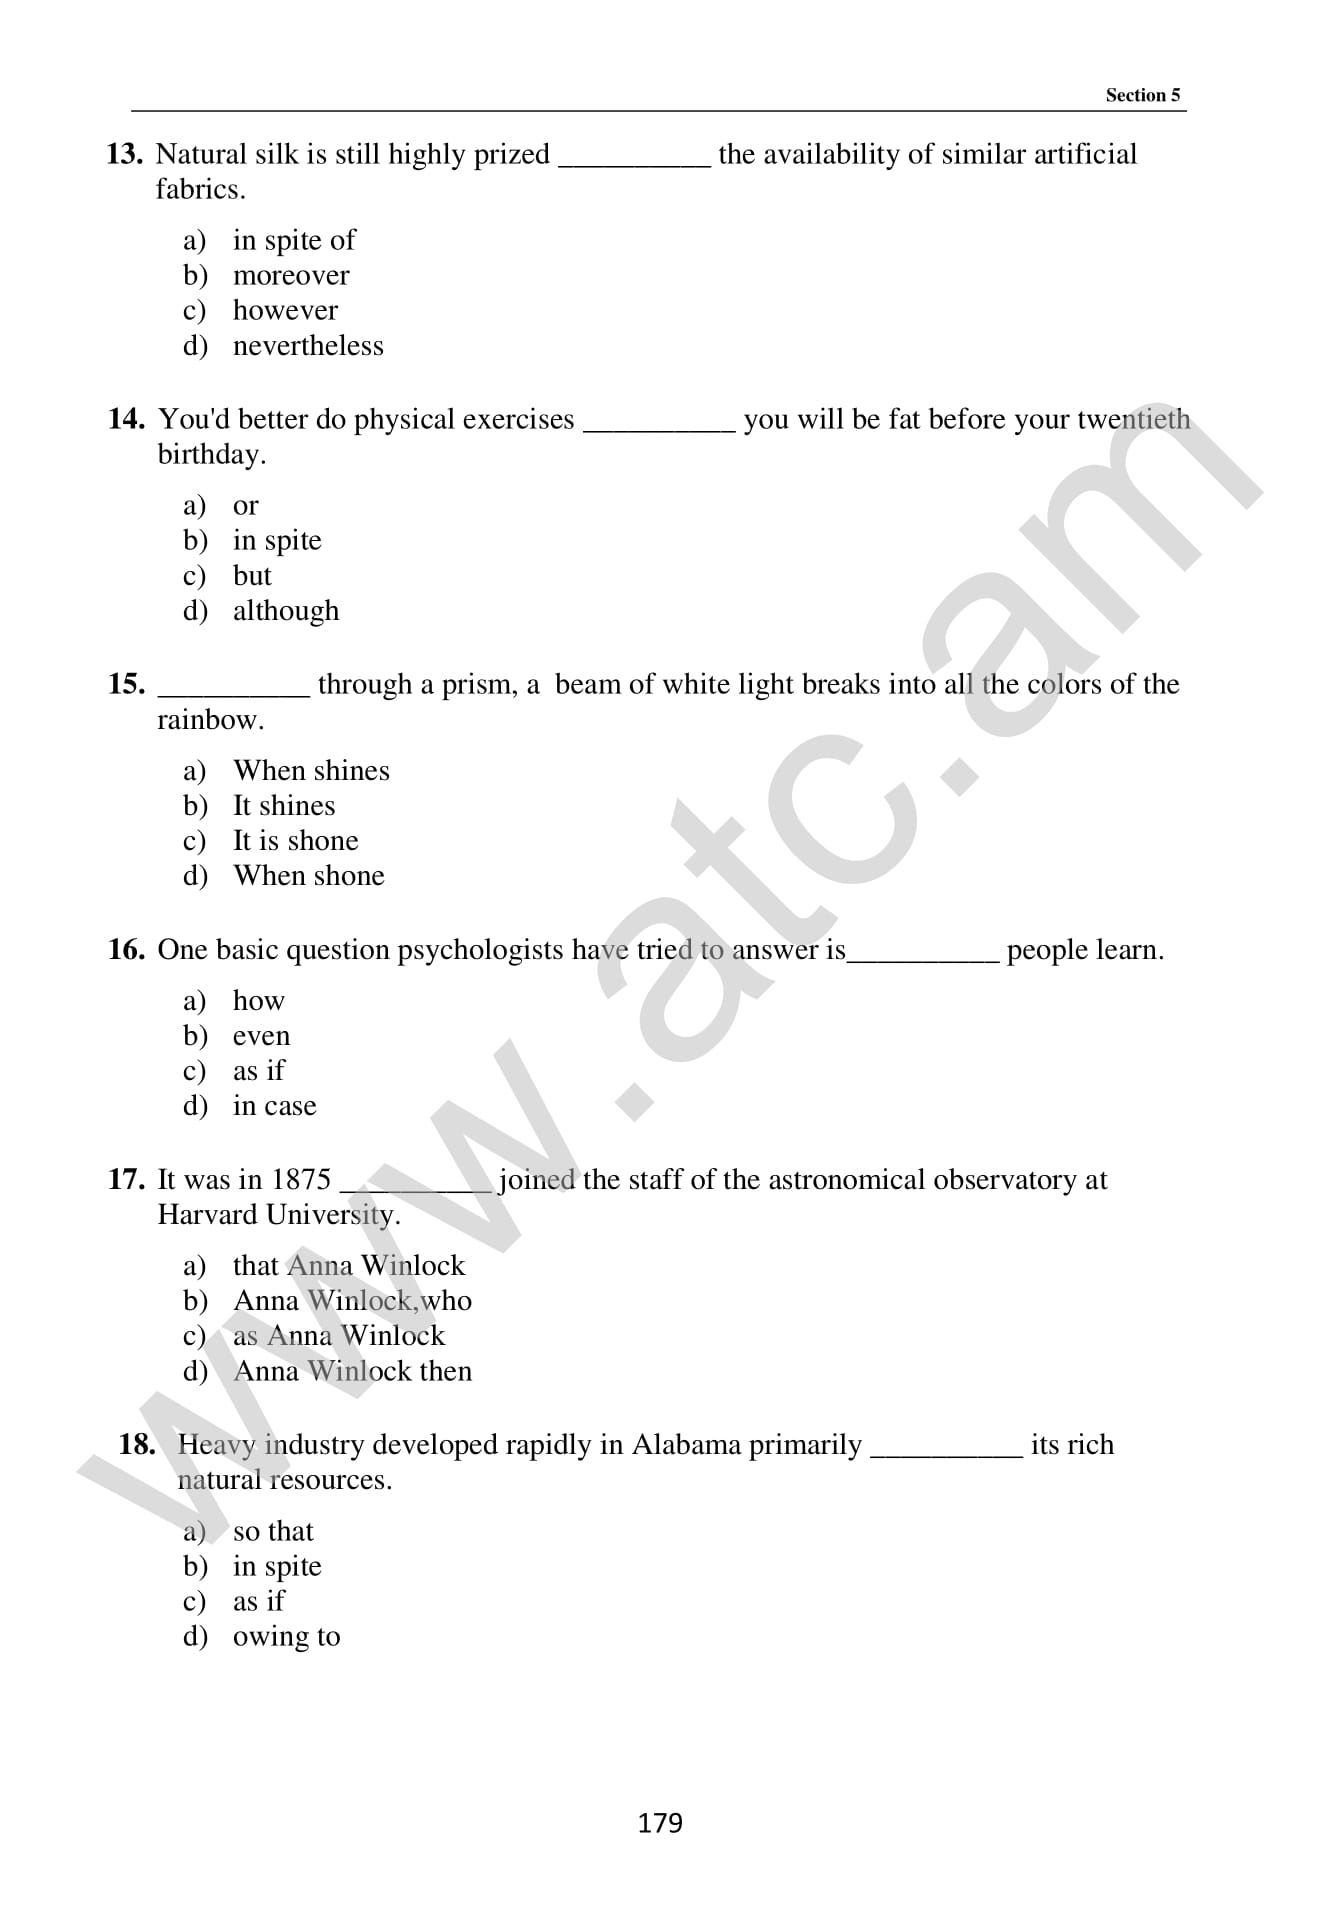 Section 5
13. Natural silk is still highly prized __________ the availability of similar artificial
fabrics.
a) in spite of
b) moreover
c) however
d) nevertheless
14. You'd better do physical exercises __________ you will be fat before your twentieth
birthday.
a) or
b) in spite
c) but
d) although
15. __________ through a prism, a beam of white light breaks into all the colors of the
rainbow.
a) When shines
b) It shines
c) It is shone
d) When shone
16. One basic question psychologists have tried to answer is__________ people learn.
a) how
b) even
c) as if
d) in case
17. It was in 1875 __________ joined the staff of the astronomical observatory at
Harvard University.
a) that Anna Winlock
b) Anna Winlock,who
c) as Anna Winlock
d) Anna Winlock then
18. Heavy industry developed rapidly in Alabama primarily __________ its rich
natural resources.
a) so that
b) in spite
c) as if
d) owing to
179
www.atc.am